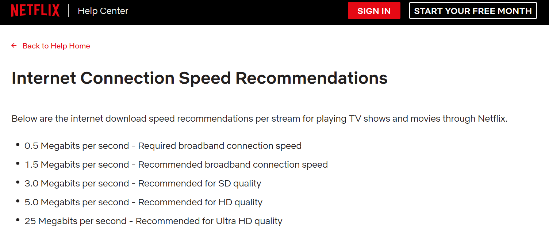 NETFLIX Help Center SIGN IN START YOUR FREE MONTH
← Back to Help Home
Internet Connection Speed Recommendations
Below are the internet download speed recommendations per stream for playing TV shows and movies through Netflix.
• 0.5 Megabits per second - Required broadband connection speed
• 1.5 Megabits per second - Recommended broadband connection speed
• 3.0 Megabits per second - Recommended for SD quality
• 5.0 Megabits per second - Recommended for HD quality
• 25 Megabits per second - Recommended for Ultra HD quality